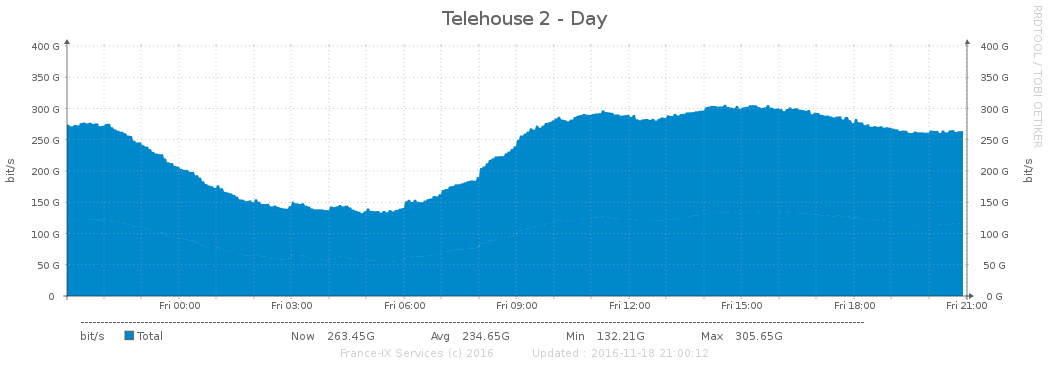 Telehouse 2 - Day
RRDTOOL / TOBI OETIKER
400 G 400 G
350 G 350 G
300 G 300 G
250 G 250 G
200 G 200 G
150 G 150 G
100 G 100 G
50 G 50 G
0 0 G
bit/s bit/s
Fri 00:00 Fri 03:00 Fri 06:00 Fri 09:00 Fri 12:00 Fri 15:00 Fri 18:00 Fri 21:00
bit/s Total Now 263.45G Avg 234.65G Min 132.21G Max 305.65G
France-IX Services (c) 2016 Updated : 2016-11-18 21:00:12